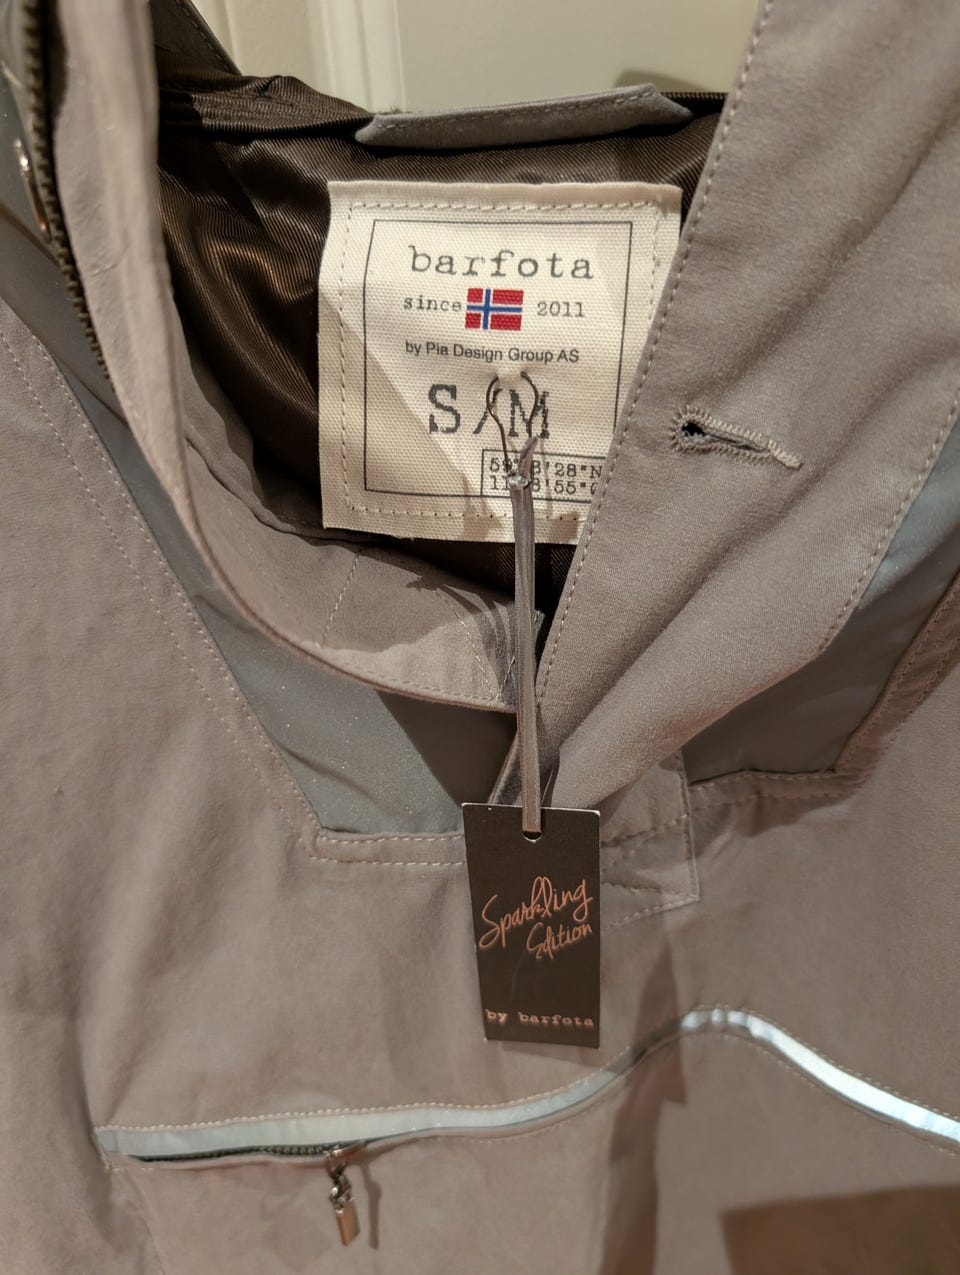 barfota
since 2011
by Pia Design Group AS
S/M
Sparkling
Edition
by barfota